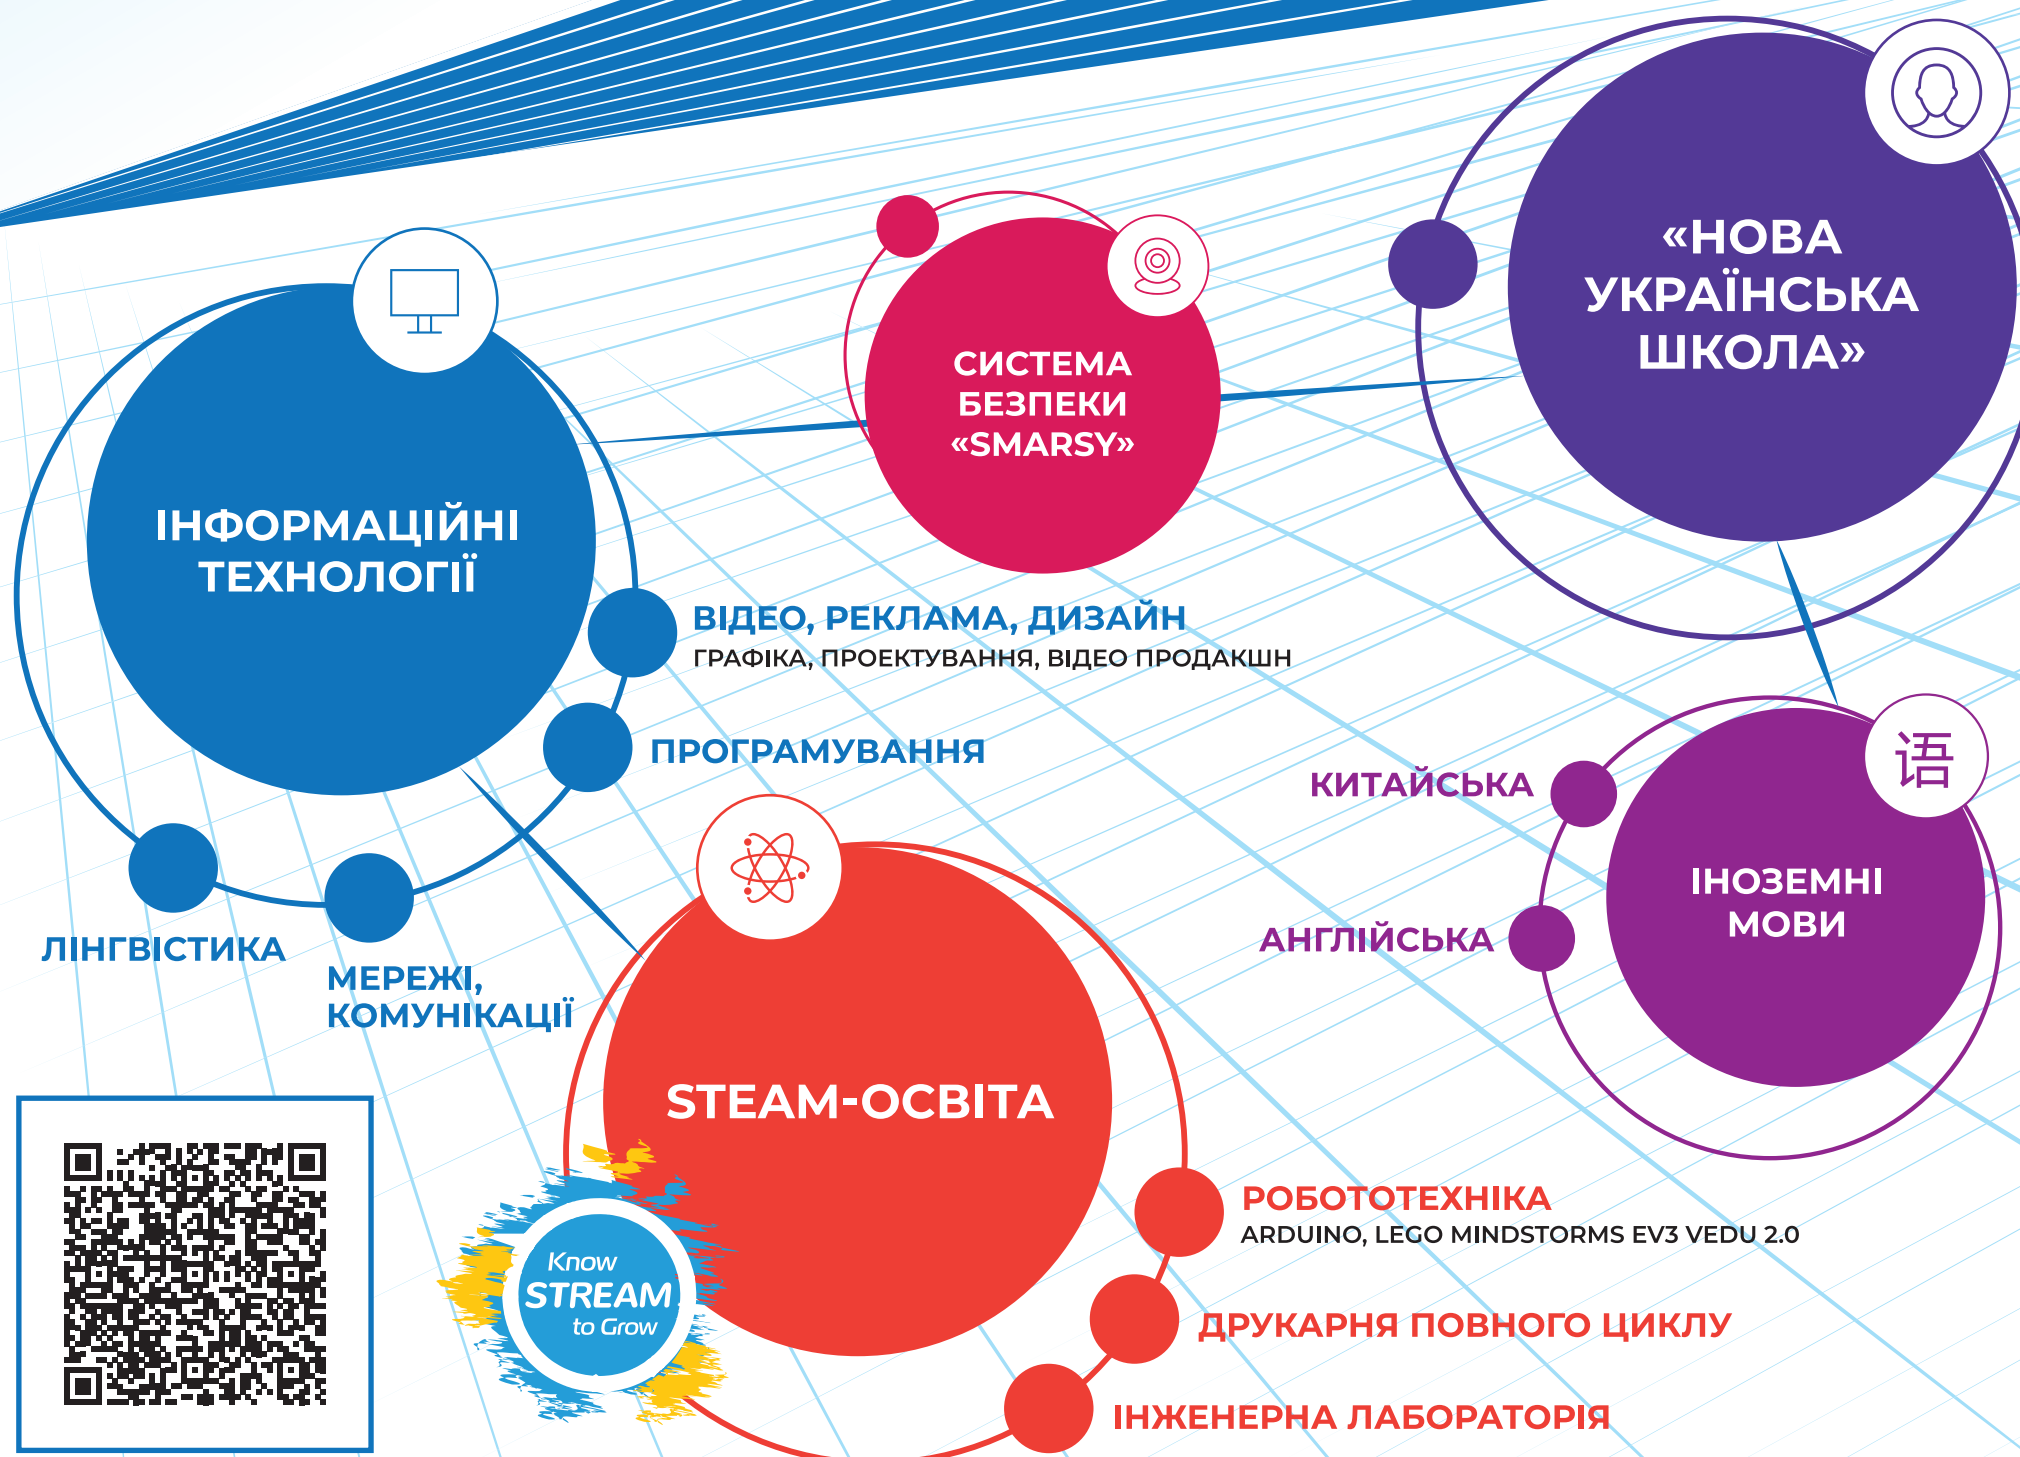 «НОВА
УКРАЇНСЬКА
ШКОЛА»
СИСТЕМА
БЕЗПЕКИ
«SMARSY»
ІНФОРМАЦІЙНІ
ТЕХНОЛОГІЇ
ВІДЕО, РЕКЛАМА, ДИЗАЙН
ГРАФІКА, ПРОЕКТУВАННЯ, ВІДЕО ПРОДАКШН
ПРОГРАМУВАННЯ
ЛІНГВІСТИКА
МЕРЕЖІ,
КОМУНІКАЦІЇ
语
КИТАЙСЬКА
АНГЛІЙСЬКА
ІНОЗЕМНІ
МОВИ
STEAM-ОСВІТА
Know
STREAM
to Grow
РОБОТОТЕХНІКА
ARDUINO, LEGO MINDSTORMS EV3 VEDU 2.0
ДРУКАРНЯ ПОВНОГО ЦИКЛУ
ІНЖЕНЕРНА ЛАБОРАТОРІЯ